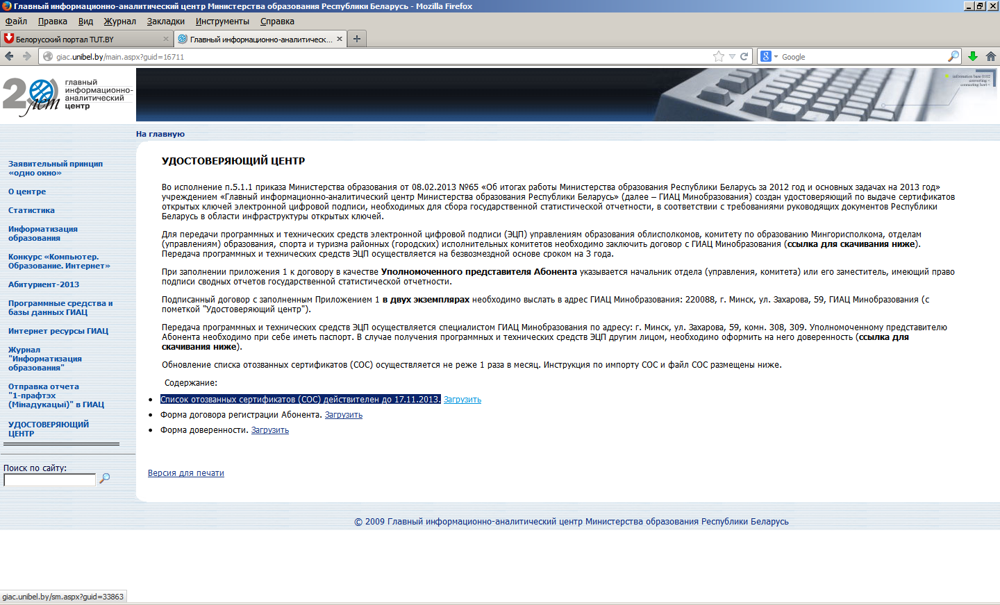 Главный информационно-аналитический центр Министерства образования Республики Беларусь - Mozilla Firefox
Файл Правка Вид Журнал Закладки Инструменты Справка
Белорусский портал TUT.BY
Главный информационно-аналитическ...
giac.unibel.by/main.aspx?guid=16711
Google
20 лет
главный
информационно-
аналитический
центр
information base 0102
converting <
connecting host <
На главную
Заявительный принцип
«одно окно»
О центре
Статистика
Информатизация
образования
Конкурс «Компьютер.
Образование. Интернет»
Абитуриент-2013
Программные средства и
базы данных ГИАЦ
Интернет ресурсы ГИАЦ
Журнал
"Информатизация
образования"
Отправка отчета
"1-прафтэх
(Мінадукацыі)" в ГИАЦ
УДОСТОВЕРЯЮЩИЙ
ЦЕНТР
Поиск по сайту:
УДОСТОВЕРЯЮЩИЙ ЦЕНТР
Во исполнение п.5.1.1 приказа Министерства образования от 08.02.2013 №65 «Об итогах работы Министерства образования Республики Беларусь за 2012 год и основных задачах на 2013 год»
учреждением «Главный информационно-аналитический центр Министерства образования Республики Беларусь» (далее – ГИАЦ Минобразования) создан удостоверяющий по выдаче сертификатов
открытых ключей электронной цифровой подписи, необходимых для сбора государственной статистической отчетности, в соответствии с требованиями руководящих документов Республики
Беларусь в области инфраструктуры открытых ключей.
Для передачи программных и технических средств электронной цифровой подписи (ЭЦП) управлениям образования облисполкомов, комитету по образованию Мингорисполкома, отделам
(управлениям) образования, спорта и туризма районных (городских) исполнительных комитетов необходимо заключить договор с ГИАЦ Минобразования (ссылка для скачивания ниже).
Передача программных и технических средств ЭЦП осуществляется на безвозмездной основе сроком на 3 года.
При заполнении приложения 1 к договору в качестве Уполномоченного представителя Абонента указывается начальник отдела (управления, комитета) или его заместитель, имеющий право
подписи сводных отчетов государственной статистической отчетности.
Подписанный договор с заполненным Приложением 1 в двух экземплярах необходимо выслать в адрес ГИАЦ Минобразования: 220088, г. Минск, ул. Захарова, 59, ГИАЦ Минобразования (с
пометкой "Удостоверяющий центр").
Передача программных и технических средств ЭЦП осуществляется специалистом ГИАЦ Минобразования по адресу: г. Минск, ул. Захарова, 59, комн. 308, 309. Уполномоченному представителю
Абонента необходимо при себе иметь паспорт. В случае получения программных и технических средств ЭЦП другим лицом, необходимо оформить на него доверенность (ссылка для
скачивания ниже).
Обновление списка отозванных сертификатов (СОС) осуществляется не реже 1 раза в месяц. Инструкция по импорту СОС и файл СОС размещены ниже.
Содержание:
• Список отозванных сертификатов (СОС) действителен до 17.11.2013. Загрузить
• Форма договора регистрации Абонента. Загрузить
• Форма доверенности. Загрузить
Версия для печати
© 2009 Главный информационно-аналитический центр Министерства образования Республики Беларусь
giac.unibel.by/sm.aspx?guid=33863